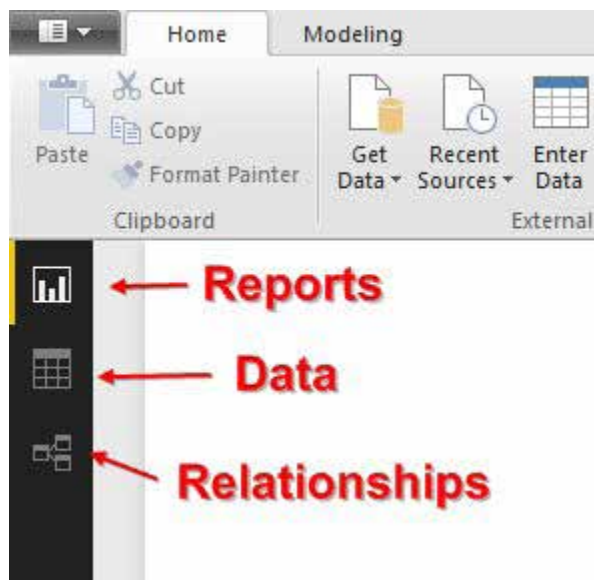 Home Modeling
Cut
Copy
Paste
Format Painter
Get Data
Recent Sources
Enter Data
Clipboard
External
Reports
Data
Relationships